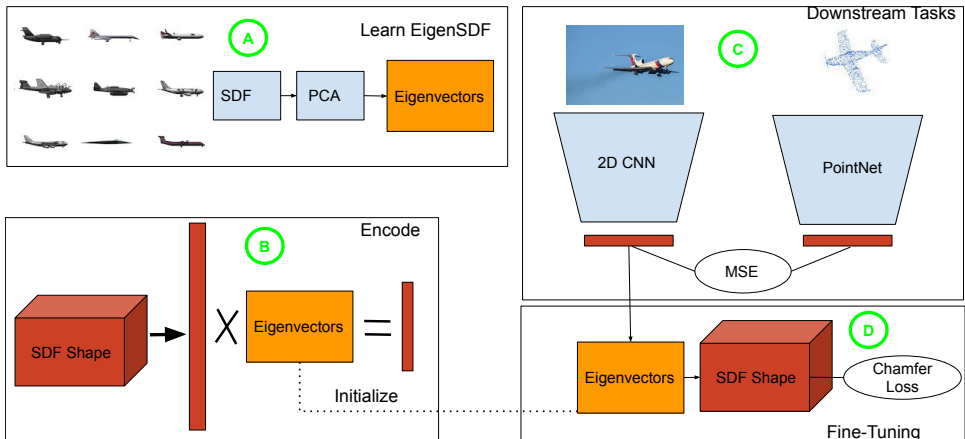 A
Learn EigenSDF
SDF
PCA
Eigenvectors
B
Encode
SDF Shape
Eigenvectors
Initialize
Downstream Tasks
C
2D CNN
PointNet
MSE
D
Eigenvectors
SDF Shape
Chamfer
Loss
Fine-Tuning